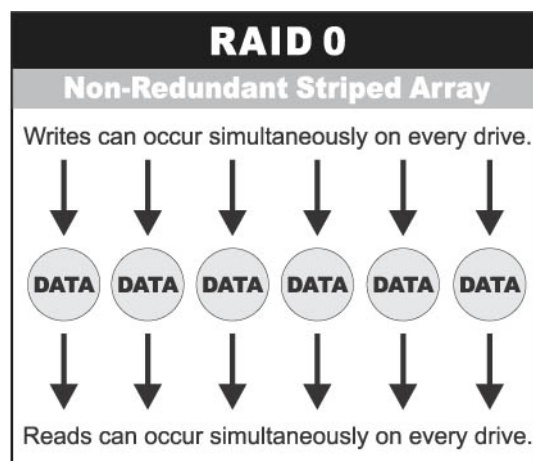 RAID 0
Non-Redundant Striped Array
Writes can occur simultaneously on every drive.
DATA DATA DATA DATA DATA DATA
Reads can occur simultaneously on every drive.